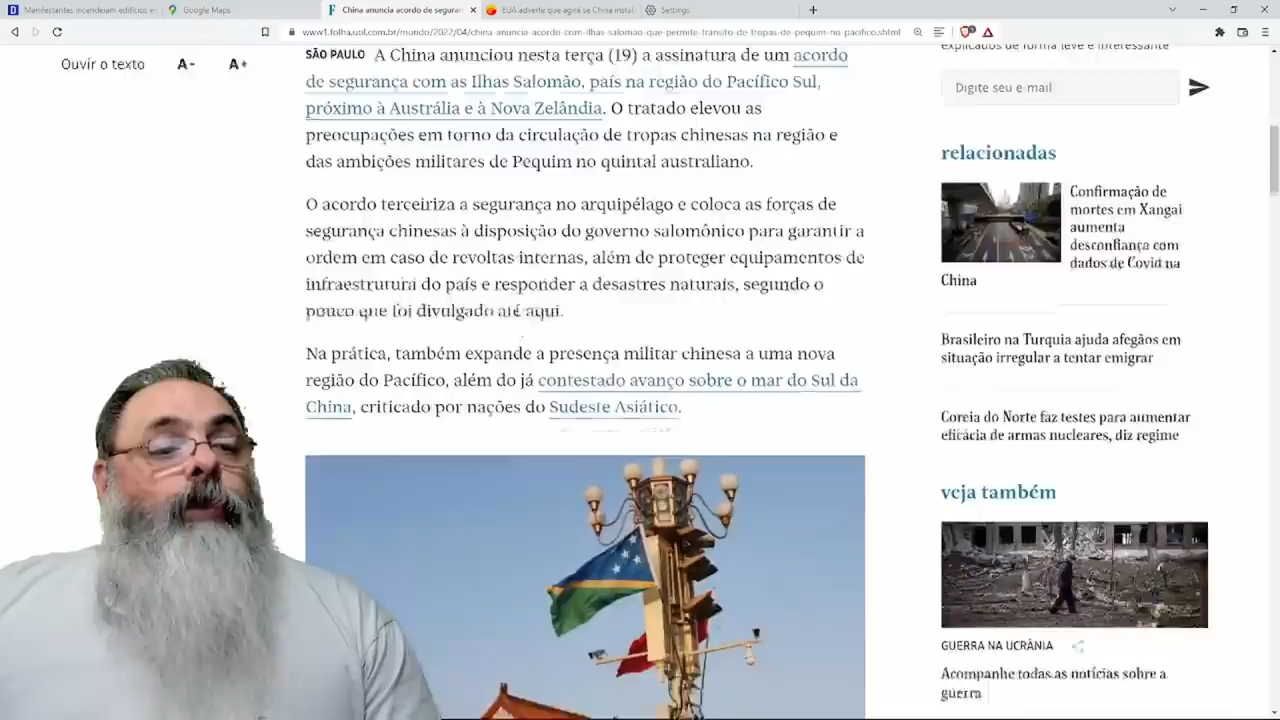 Manifestantes incendeiam edifícios e
Google Maps
China anuncia acordo de seguran
EUA adverte que agirá se China instal
Settings
www1.folha.uol.com.br/mundo/2022/04/china-anuncia-acordo-com-ilhas-salomao-que-permite-transito-de-tropas-de-pequim-no-pacifico.shtml
Ouvir o texto A- A+
SÃO PAULO A China anunciou nesta terça (19) a assinatura de um acordo
de segurança com as Ilhas Salomão, país na região do Pacífico Sul,
próximo à Austrália e à Nova Zelândia. O tratado elevou as
preocupações em torno da circulação de tropas chinesas na região e
das ambições militares de Pequim no quintal australiano.
O acordo terceiriza a segurança no arquipélago e coloca as forças de
segurança chinesas à disposição do governo salomônico para garantir a
ordem em caso de revoltas internas, além de proteger equipamentos de
infraestrutura do país e responder a desastres naturais, segundo o
pouco que foi divulgado até aqui.
Na prática, também expande a presença militar chinesa a uma nova
região do Pacífico, além do já contestado avanço sobre o mar do Sul da
China, criticado por nações do Sudeste Asiático.
explicados de forma leve e interessante
Digite seu e-mail
relacionadas
Confirmação de
mortes em Xangai
aumenta
desconfiança com
dados de Covid na
China
Brasileiro na Turquia ajuda afegãos em
situação irregular a tentar emigrar
Coreia do Norte faz testes para aumentar
eficácia de armas nucleares, diz regime
veja também
GUERRA NA UCRÂNIA
Acompanhe todas as notícias sobre a
guerra